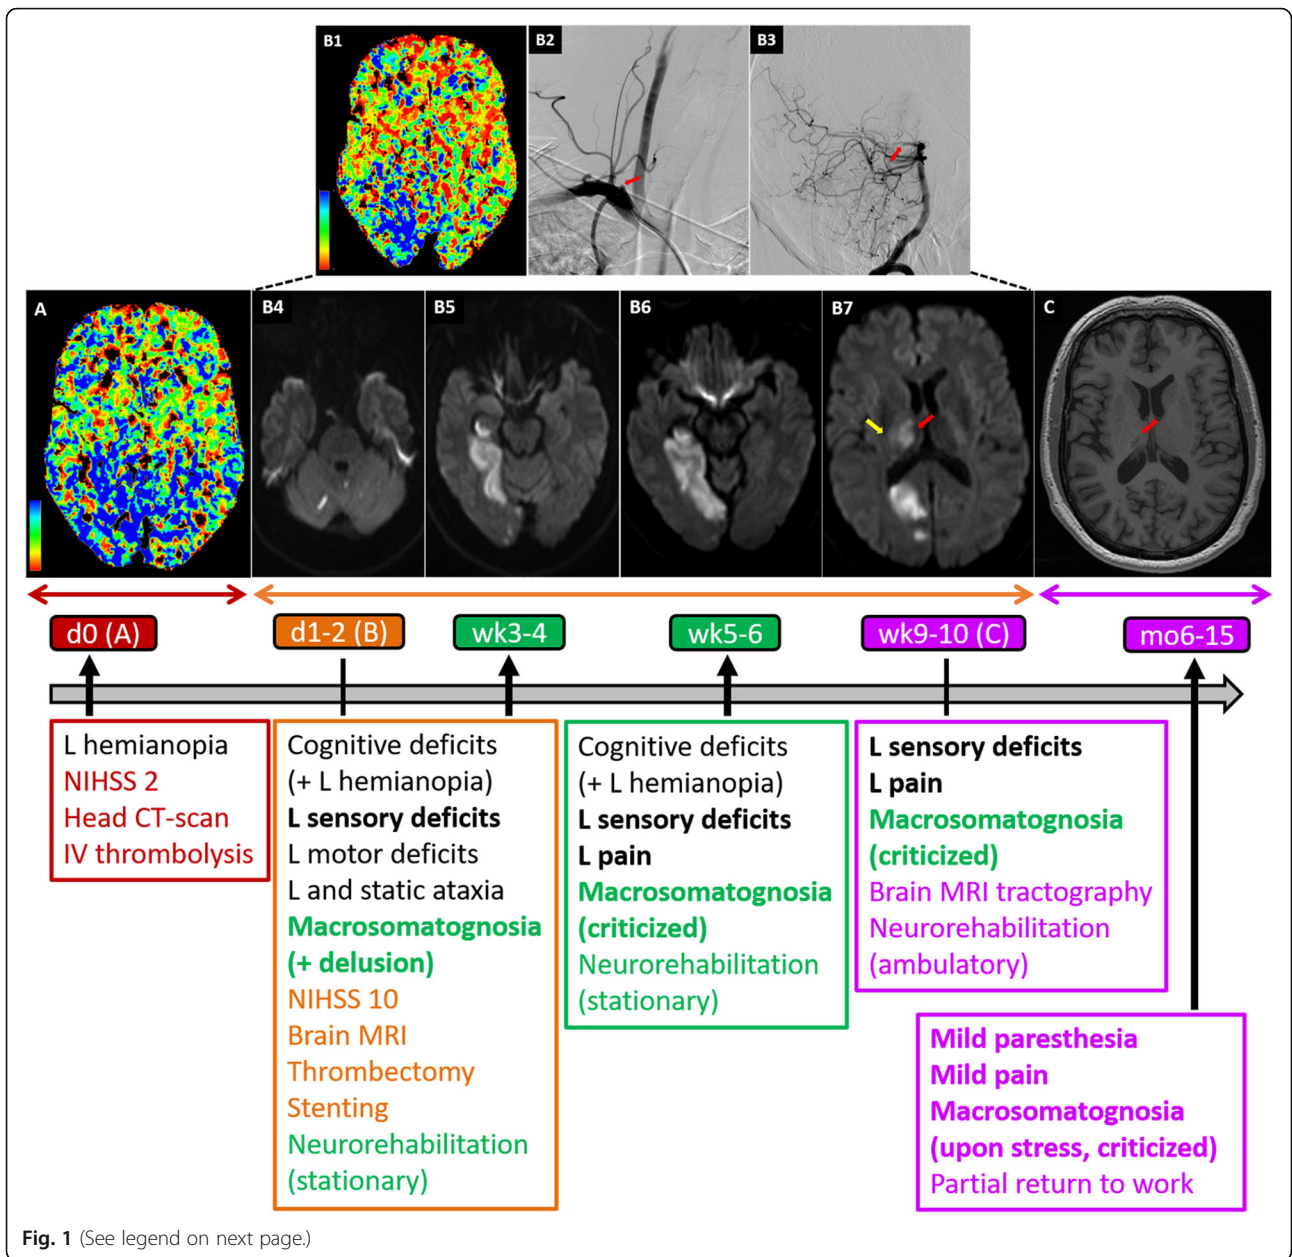 B1
B2
B3
A
B4
B5
B6
B7
C
d0 (A)
d1-2 (B)
wk3-4
wk5-6
wk9-10 (C)
mo6-15
L hemianopia
NIHSS 2
Head CT-scan
IV thrombolysis
Cognitive deficits
(+ L hemianopia)
L sensory deficits
L motor deficits
L and static ataxia
Macrosomatognosia
(+ delusion)
NIHSS 10
Brain MRI
Thrombectomy
Stenting
Neurorehabilitation
(stationary)
Cognitive deficits
(+ L hemianopia)
L sensory deficits
L pain
Macrosomatognosia
(criticized)
Neurorehabilitation
(stationary)
L sensory deficits
L pain
Macrosomatognosia
(criticized)
Brain MRI tractography
Neurorehabilitation
(ambulatory)
Mild paresthesia
Mild pain
Macrosomatognosia
(upon stress, criticized)
Partial return to work
Fig. 1 (See legend on next page.)